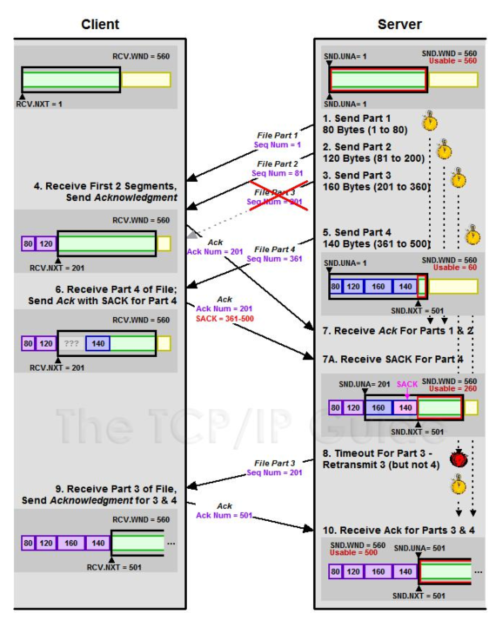 Client
Server
RCV.WND = 560
RCV.NXT = 1
SND.UNA= 1
SND.WND = 560
Usable = 560
SND.UNA= 1
1. Send Part 1
80 Bytes (1 to 80)
File Part 1
Seq Num = 1
2. Send Part 2
120 Bytes (81 to 200)
File Part 2
Seq Num = 81
3. Send Part 3
160 Bytes (201 to 360)
File Part 3
Seq Num = 201
4. Receive First 2 Segments,
Send Acknowledgment
RCV.WND = 560
80 120
RCV.NXT = 201
Ack
Ack Num = 201
5. Send Part 4
140 Bytes (361 to 500)
File Part 4
Seq Num = 361
SND.UNA= 1
SND.WND = 560
Usable = 60
80 120 160 140
SND.NXT = 501
6. Receive Part 4 of File;
Send Ack with SACK for Part 4
RCV.WND = 560
80 120 ??? 140
RCV.NXT = 201
Ack
Ack Num = 201
SACK = 361-500
7. Receive Ack For Parts 1 & 2
7A. Receive SACK For Part 4
SND.UNA= 201
SACK
SND.WND = 560
Usable = 260
80 120 160 140
SND.NXT = 501
The TCP/IP Guide
8. Timeout For Part 3 -
Retransmit 3 (but not 4)
File Part 3
Seq Num = 201
9. Receive Part 3 of File,
Send Acknowledgment for 3 & 4
RCV.WND = 560
80 120 160 140 ...
RCV.NXT = 501
Ack
Ack Num = 501
10. Receive Ack for Parts 3 & 4
SND.WND = 560
Usable = 500
SND.UNA= 501
80 120 160 140 ...
SND.NXT = 501